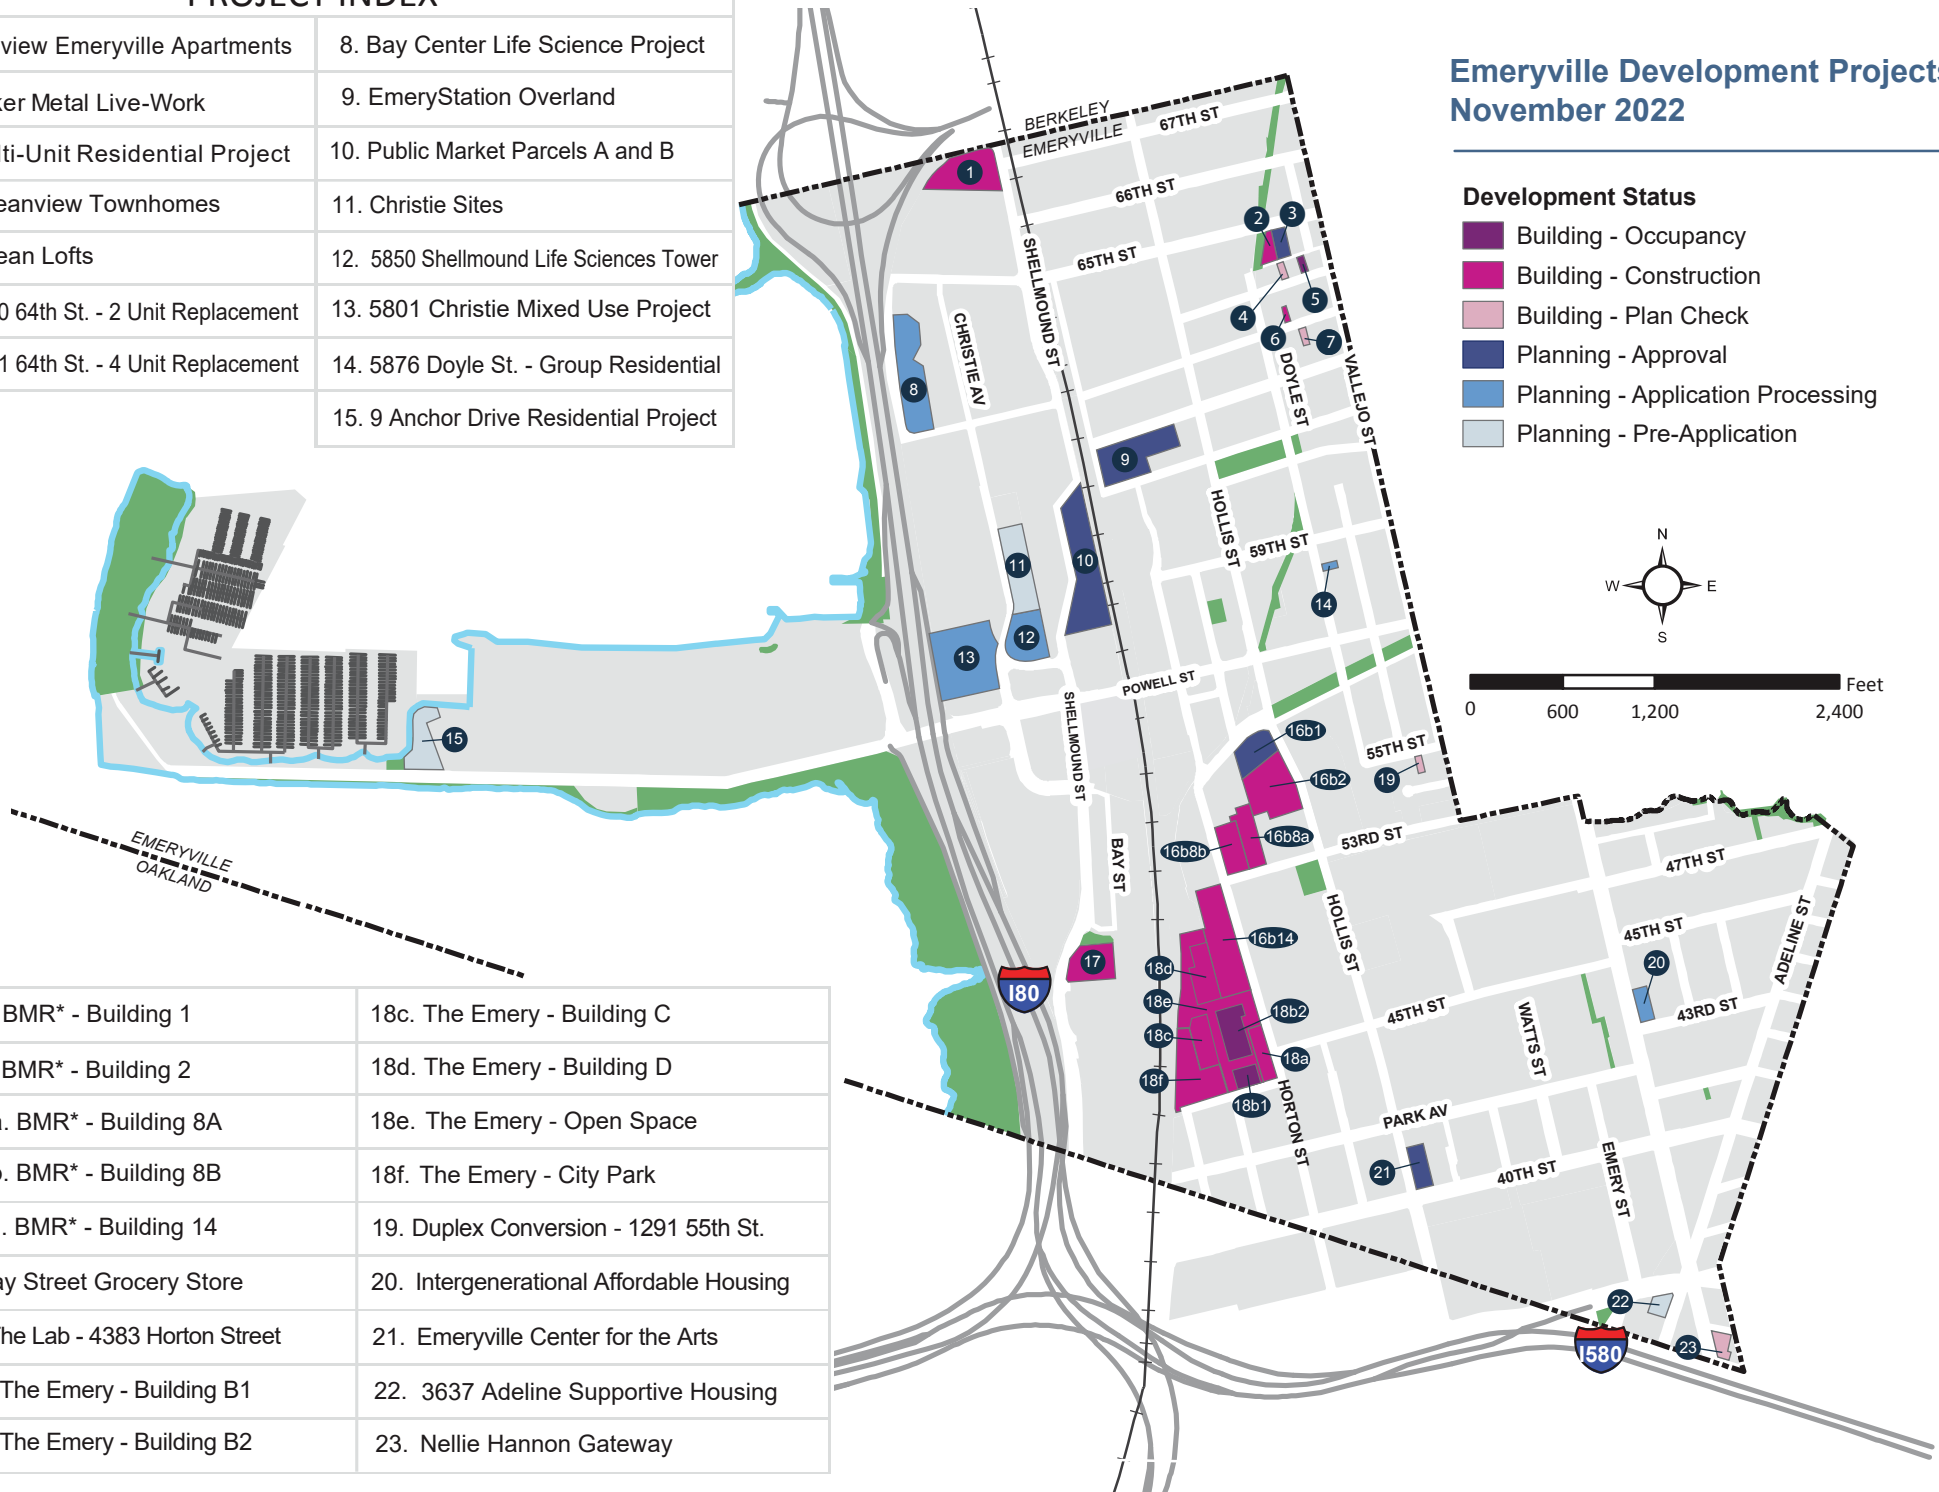 PROJECT INDEX
view Emeryville Apartments
8. Bay Center Life Science Project
er Metal Live-Work
9. EmeryStation Overland
ti-Unit Residential Project
10. Public Market Parcels A and B
eanview Townhomes
11. Christie Sites
ean Lofts
12. 5850 Shellmound Life Sciences Tower
0 64th St. - 2 Unit Replacement
13. 5801 Christie Mixed Use Project
1 64th St. - 4 Unit Replacement
14. 5876 Doyle St. - Group Residential
15. 9 Anchor Drive Residential Project
Emeryville Development Projects
November 2022
Development Status
Building - Occupancy
Building - Construction
Building - Plan Check
Planning - Approval
Planning - Application Processing
Planning - Pre-Application
N
W
E
S
Feet
0
600
1,200
2,400
BERKELEY
EMERYVILLE
67TH ST
66TH ST
65TH ST
SHELLMOUND ST
CHRISTIE AV
DOYLE ST
VALLEJO ST
HOLLIS ST
59TH ST
POWELL ST
SHELLMOUND ST
BAY ST
55TH ST
53RD ST
47TH ST
45TH ST
43RD ST
ADELINE ST
HOLLIS ST
45TH ST
WATTS ST
HORTON ST
PARK AV
40TH ST
EMERY ST
EMERYVILLE
OAKLAND
I80
I580
1
2
3
4
5
6
7
8
9
10
11
12
13
14
15
16b1
16b2
16b8a
16b8b
16b14
17
18d
18e
18c
18f
18b2
18a
18b1
19
20
21
22
23
BMR* - Building 1
18c. The Emery - Building C
BMR* - Building 2
18d. The Emery - Building D
. BMR* - Building 8A
18e. The Emery - Open Space
. BMR* - Building 8B
18f. The Emery - City Park
. BMR* - Building 14
19. Duplex Conversion - 1291 55th St.
ay Street Grocery Store
20. Intergenerational Affordable Housing
he Lab - 4383 Horton Street
21. Emeryville Center for the Arts
The Emery - Building B1
22. 3637 Adeline Supportive Housing
The Emery - Building B2
23. Nellie Hannon Gateway